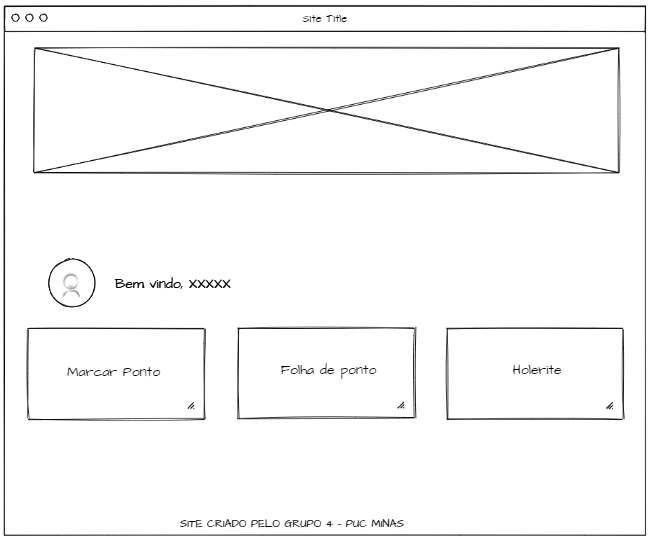 Site Title
Bem vindo, XXXXX
Marcar Ponto
Folha de ponto
Holerite
SITE CRIADO PELO GRUPO 4 - PUC MINAS